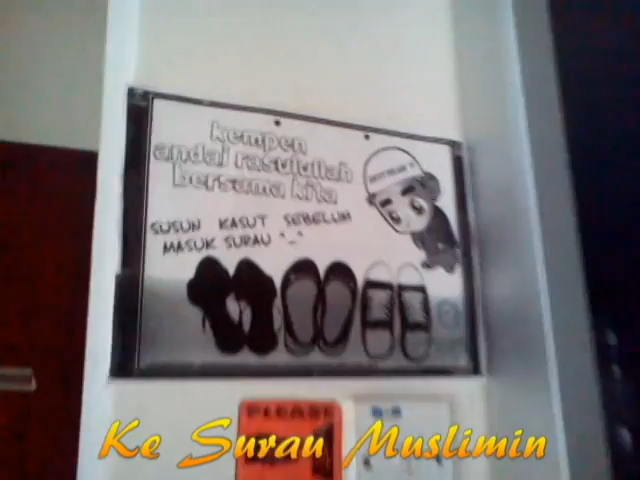 kempen
andai rasulullah
bersama kita
SUSUN KASUT SEBELUM
MASUK SURAU ^_^
PLEASE
Ke Surau Muslimin